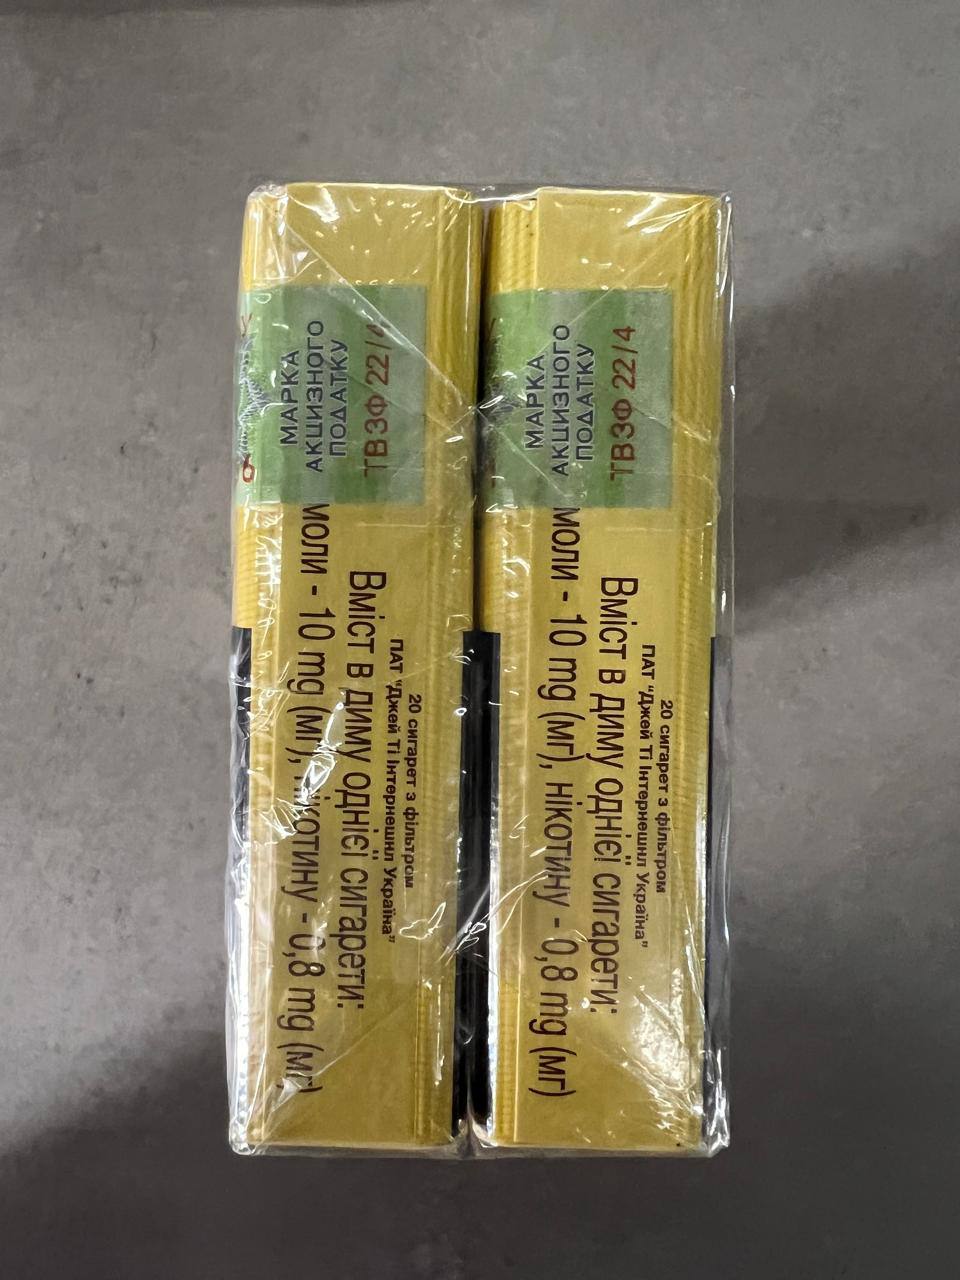 МАРКА
АКЦИЗНОГО
ПОДАТКУ
ТВЗФ 22/4
20 сигарет з фільтром
ПАТ "Джей Ті Інтернешнл Україна"
Вміст в диму однієї сигарети:
моли - 10 mg (мг), нікотину - 0,8 mg (мг)
МАРКА
АКЦИЗНОГО
ПОДАТКУ
ТВЗФ 22/4
20 сигарет з фільтром
ПАТ "Джей Ті Інтернешнл Україна"
Вміст в диму однієї сигарети:
моли - 10 mg (мг), нікотину - 0,8 mg (мг)